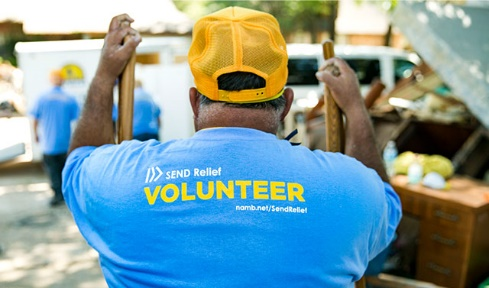 SEND Relief
VOLUNTEER
namb.net/SendRelief